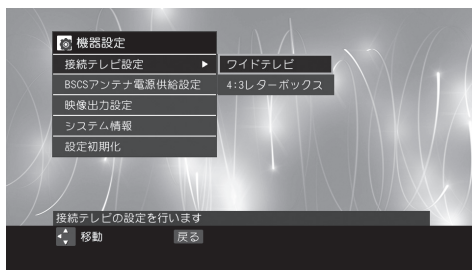 機器設定
接続テレビ設定
ワイドテレビ
BSCSアンテナ電源供給設定
4:3レターボックス
映像出力設定
システム情報
設定初期化
接続テレビの設定を行います
移動 戻る